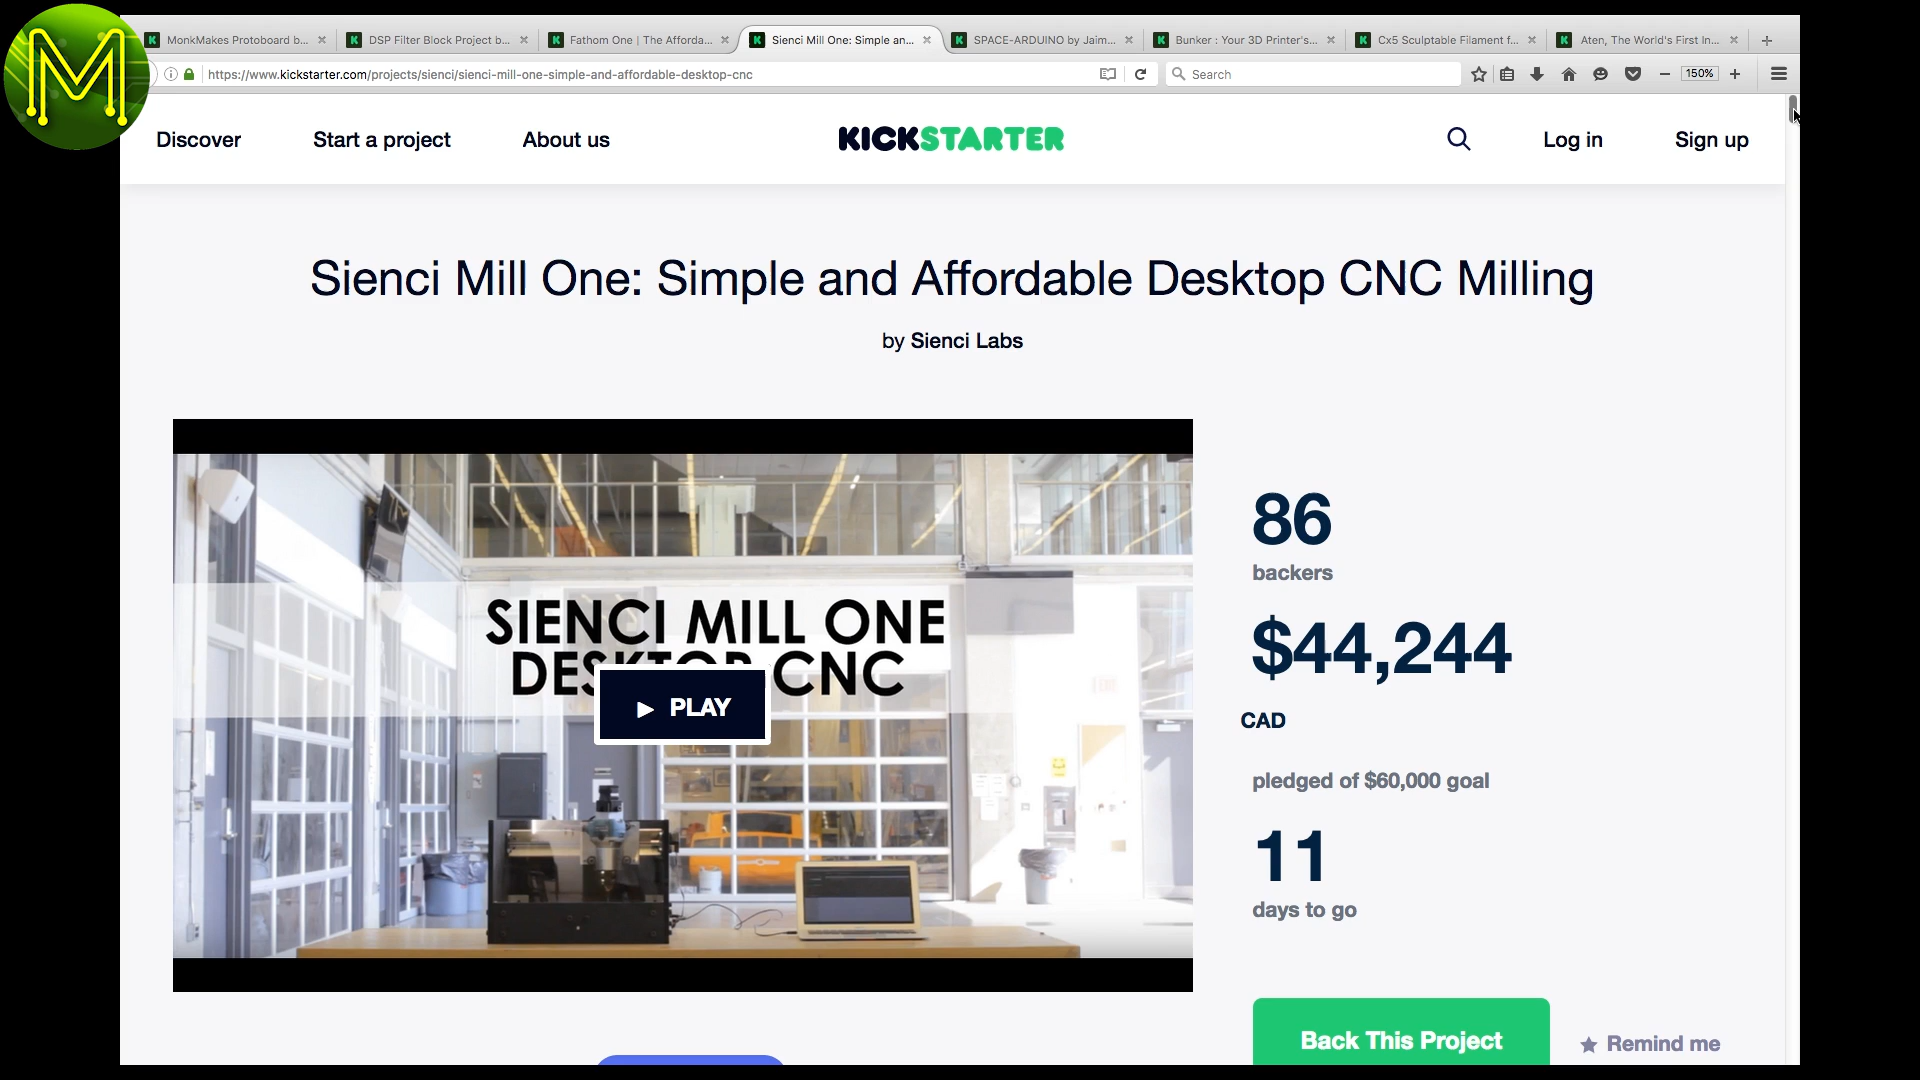 M
MonkMakes Protoboard b...
DSP Filter Block Project b...
Fathom One | The Afforda...
Sienci Mill One: Simple an...
SPACE-ARDUINO by Jaim...
Bunker : Your 3D Printer's...
Cx5 Sculptable Filament f...
Aten, The World's First In...
https://www.kickstarter.com/projects/sienci/sienci-mill-one-simple-and-affordable-desktop-cnc
Search
150%
Discover
Start a project
About us
KICKSTARTER
Log in
Sign up
Sienci Mill One: Simple and Affordable Desktop CNC Milling
by Sienci Labs
SIENCI MILL ONE
DESKTOP CNC
PLAY
86
backers
$44,244
CAD
pledged of $60,000 goal
11
days to go
Back This Project
Remind me